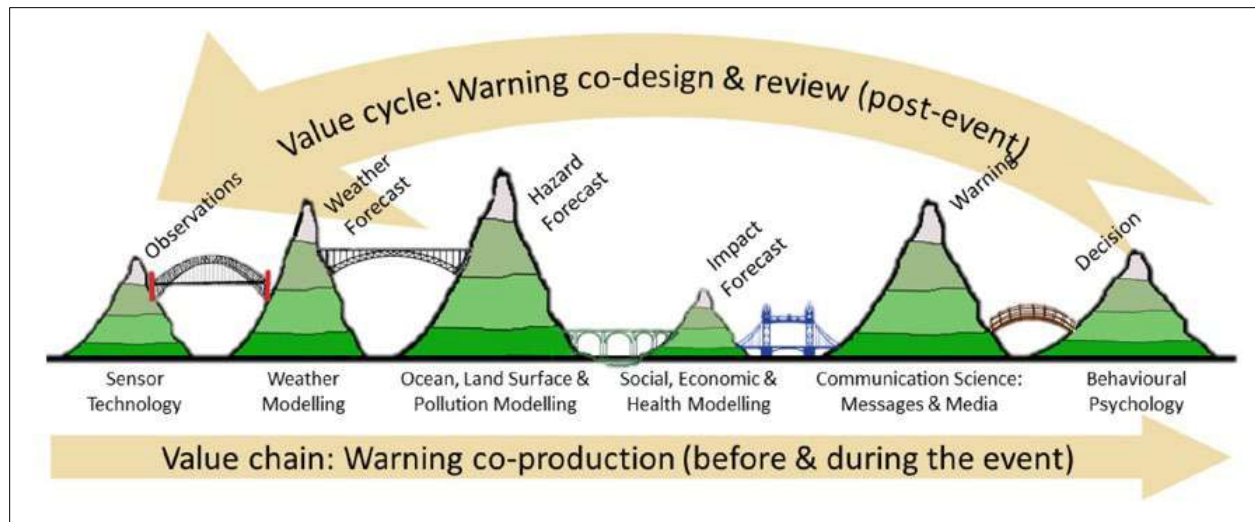 Value cycle: Warning co-design & review (post-event)
Observations
Weather
Forecast
Hazard
Forecast
Impact
Forecast
Warning
Decision
Sensor
Technology
Weather
Modelling
Ocean, Land Surface &
Pollution Modelling
Social, Economic &
Health Modelling
Communication Science:
Messages & Media
Behavioural
Psychology
Value chain: Warning co-production (before & during the event)